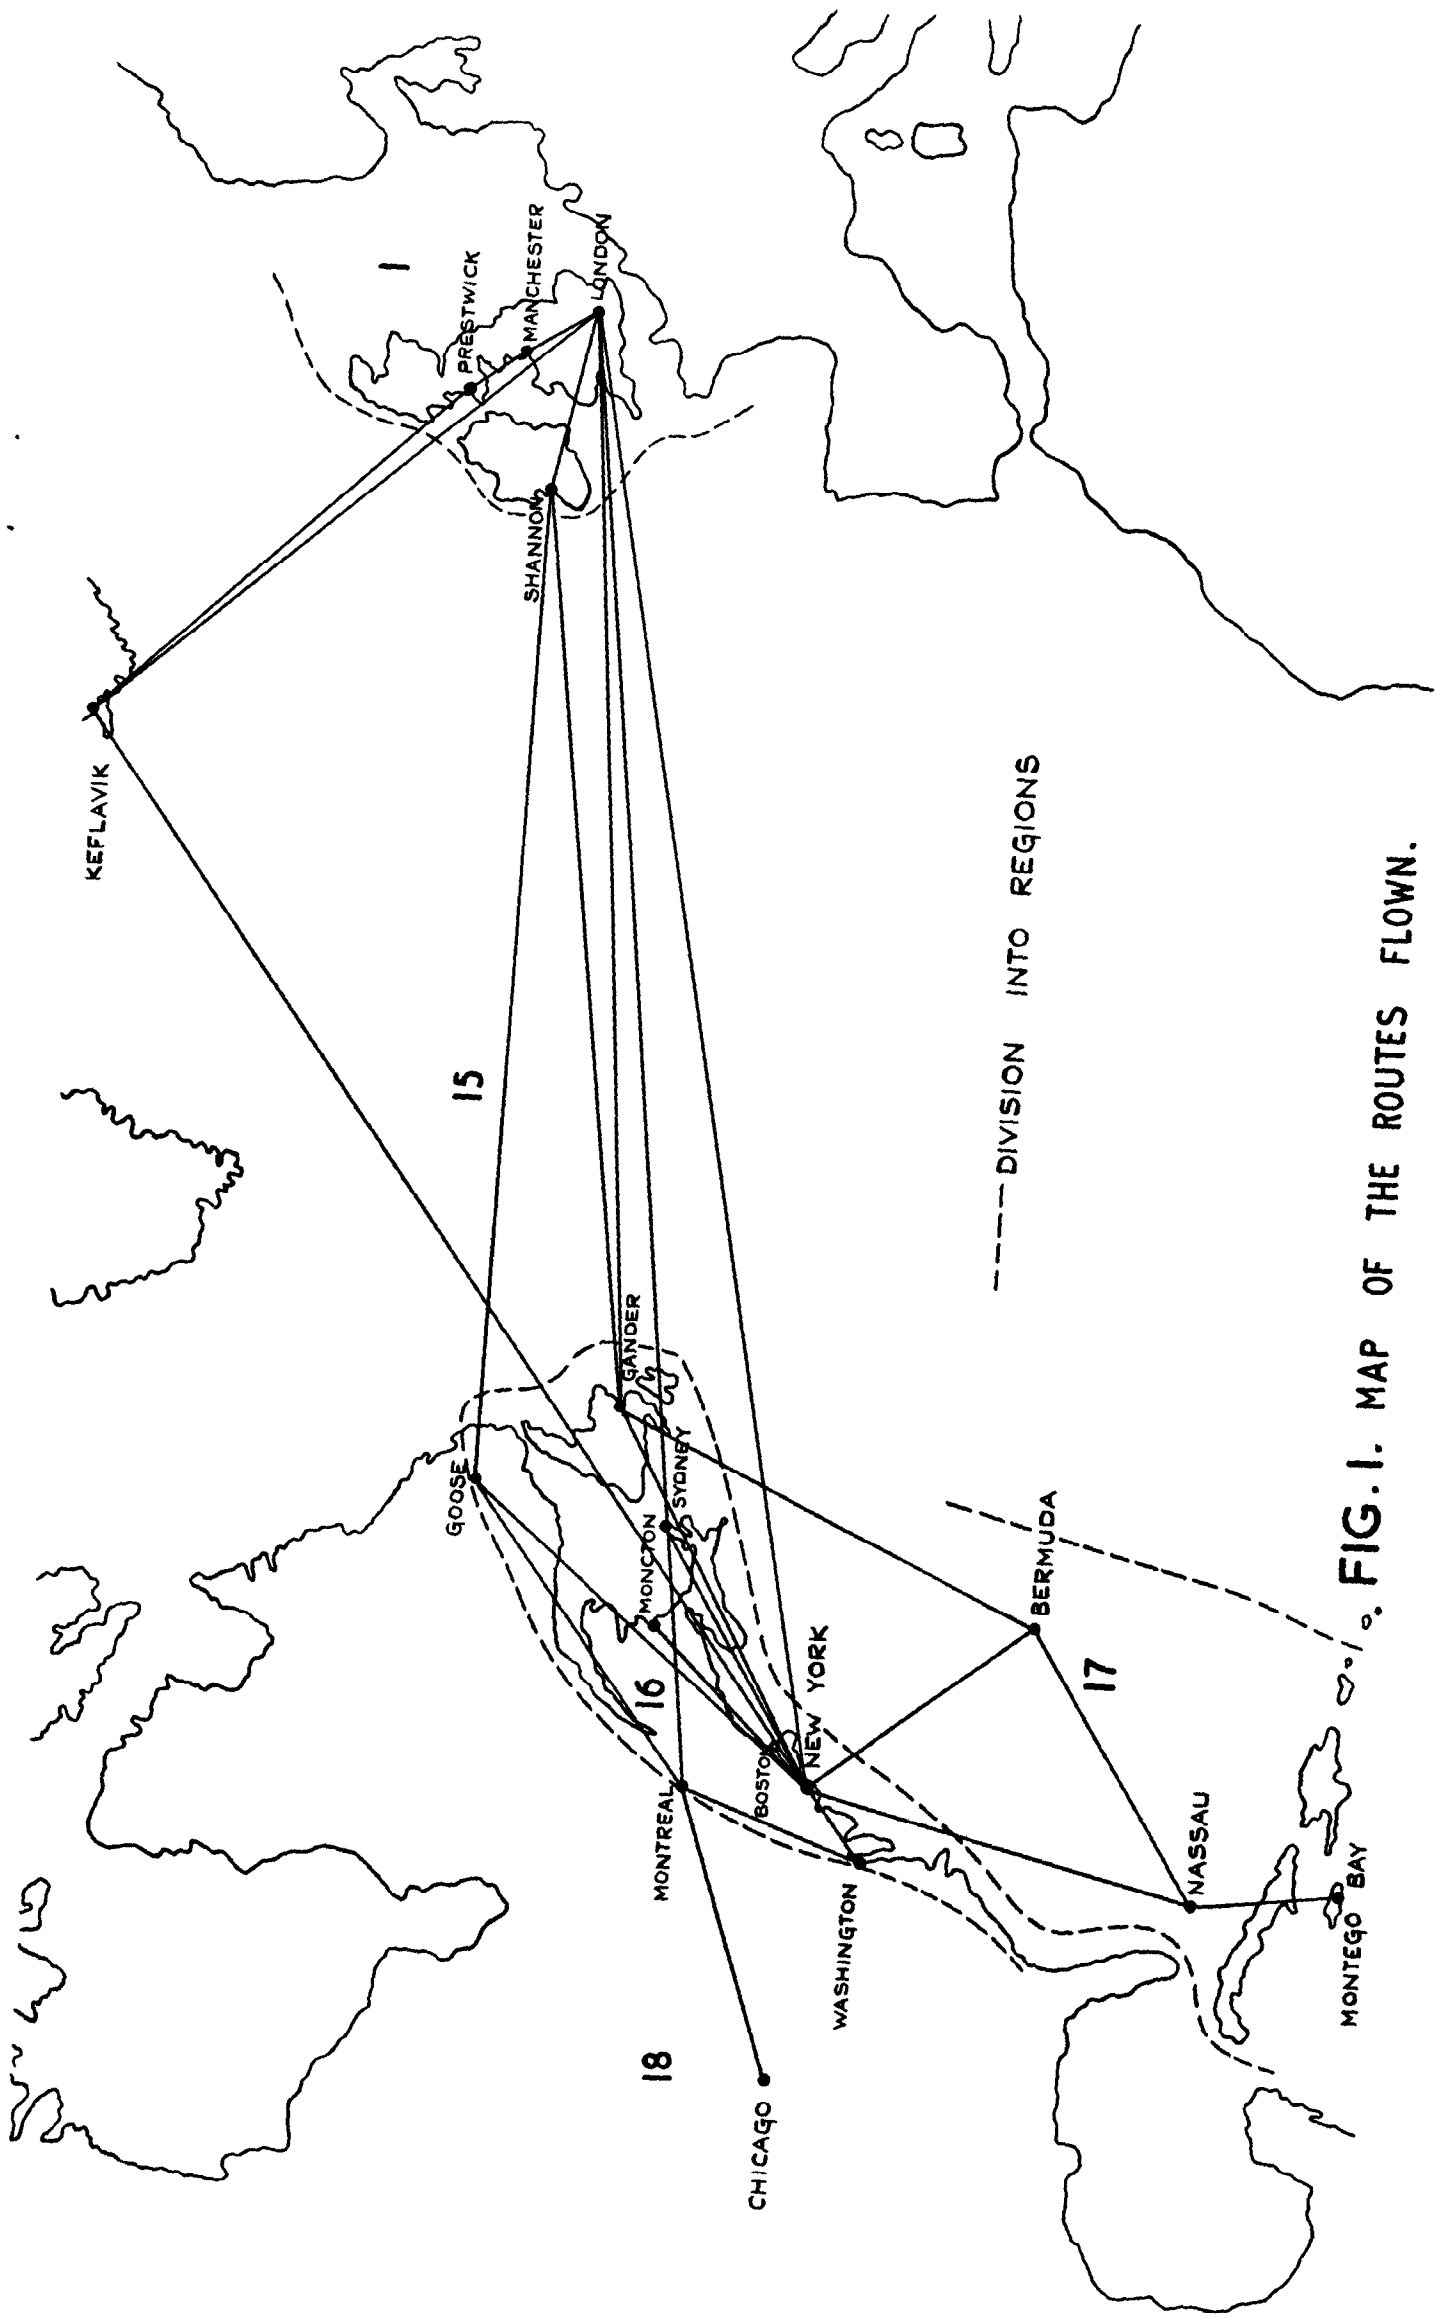 KEFLAVIK
1
PRESTWICK
MANCHESTER
LONDON
SHANNON
15
GOOSE
GANDER
SYDNEY
MONCTON
16
MONTREAL
BOSTON
NEW YORK
WASHINGTON
18
CHICAGO
BERMUDA
17
NASSAU
MONTEGO BAY
DIVISION INTO REGIONS
FIG. 1. MAP OF THE ROUTES FLOWN.